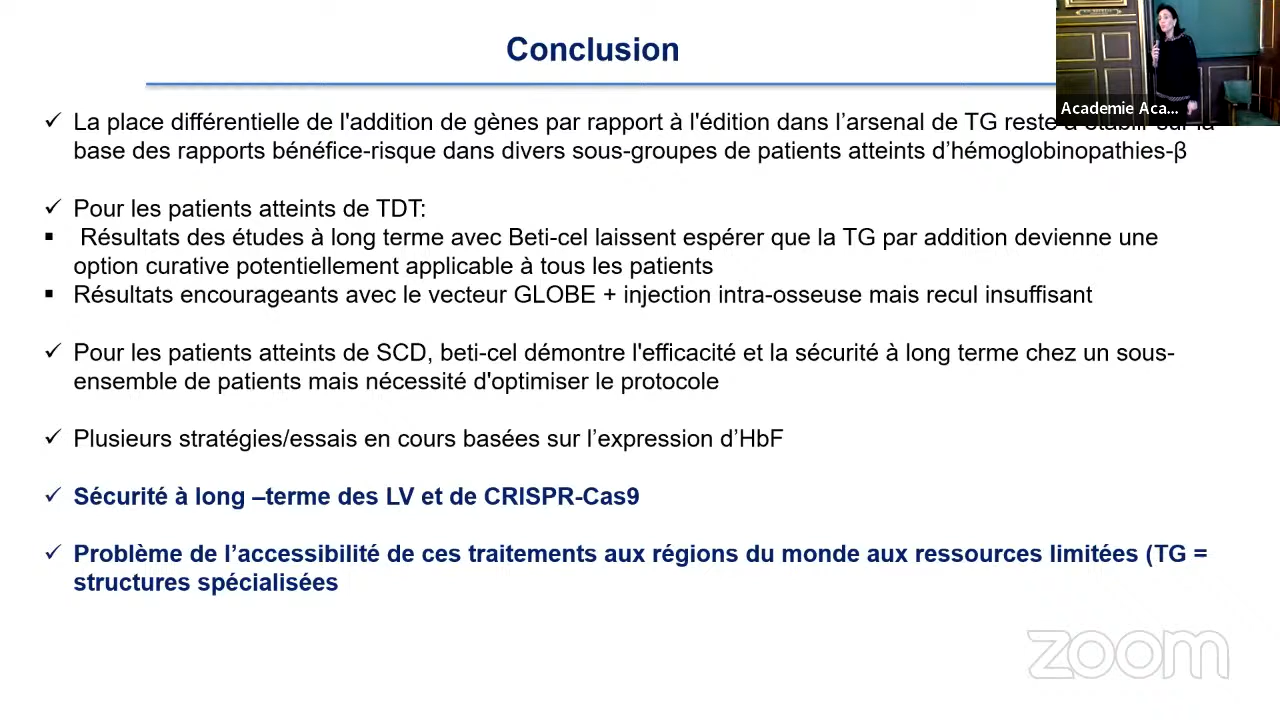 Conclusion
Academie Aca...
✓ La place différentielle de l'addition de gènes par rapport à l'édition dans l’arsenal de TG reste
base des rapports bénéfice-risque dans divers sous-groupes de patients atteints d’hémoglobinopathies-β
✓ Pour les patients atteints de TDT:
▪ Résultats des études à long terme avec Beti-cel laissent espérer que la TG par addition devienne une
option curative potentiellement applicable à tous les patients
▪ Résultats encourageants avec le vecteur GLOBE + injection intra-osseuse mais recul insuffisant
✓ Pour les patients atteints de SCD, beti-cel démontre l'efficacité et la sécurité à long terme chez un sous-
ensemble de patients mais nécessité d'optimiser le protocole
✓ Plusieurs stratégies/essais en cours basées sur l’expression d’HbF
✓ Sécurité à long –terme des LV et de CRISPR-Cas9
✓ Problème de l’accessibilité de ces traitements aux régions du monde aux ressources limitées (TG =
structures spécialisées
zoom